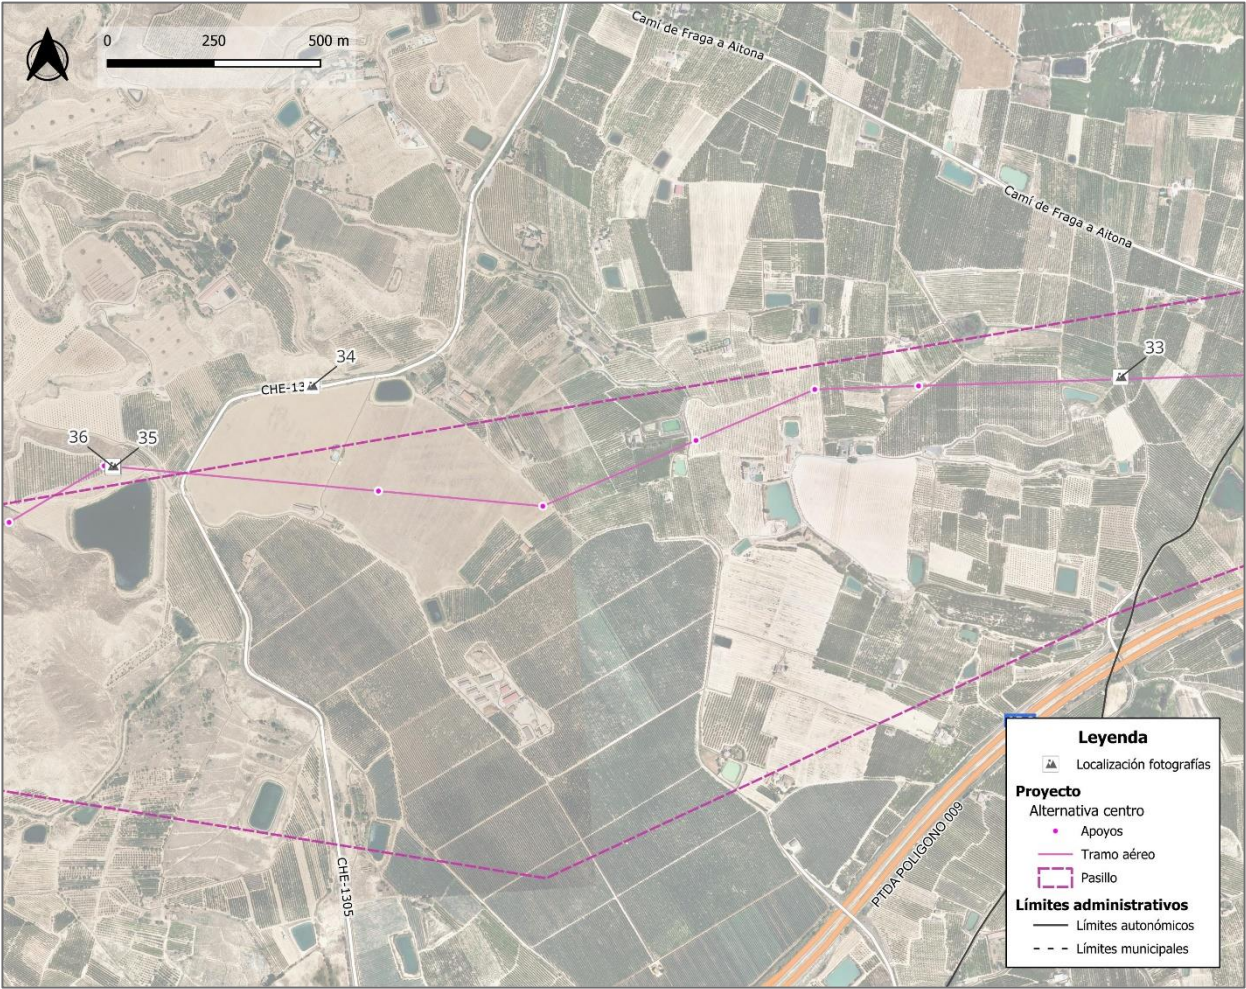 0 250 500 m
Camí de Fraga a Aitona
Camí de Fraga a Aitona
33
34
CHE-13
36 35
CHE-1305
PTDA POLIGONO 009
Leyenda
Localización fotografías
Proyecto
Alternativa centro
Apoyos
Tramo aéreo
Pasillo
Límites administrativos
Límites autonómicos
Límites municipales